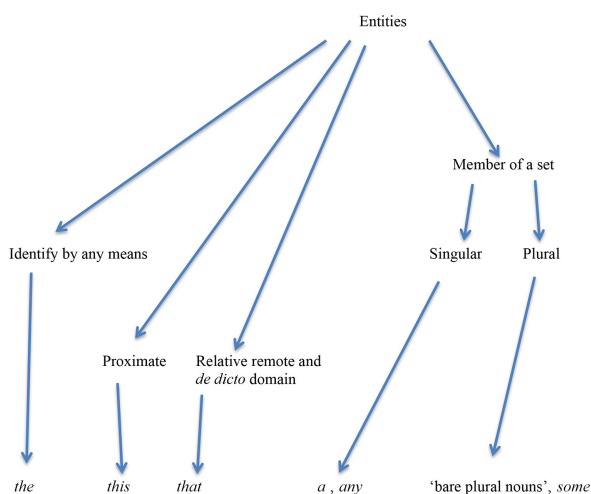 Entities
Member of a set
Identify by any means
Singular
Plural
Proximate
Relative remote and
de dicto domain
the
this
that
a , any
‘bare plural nouns’, some